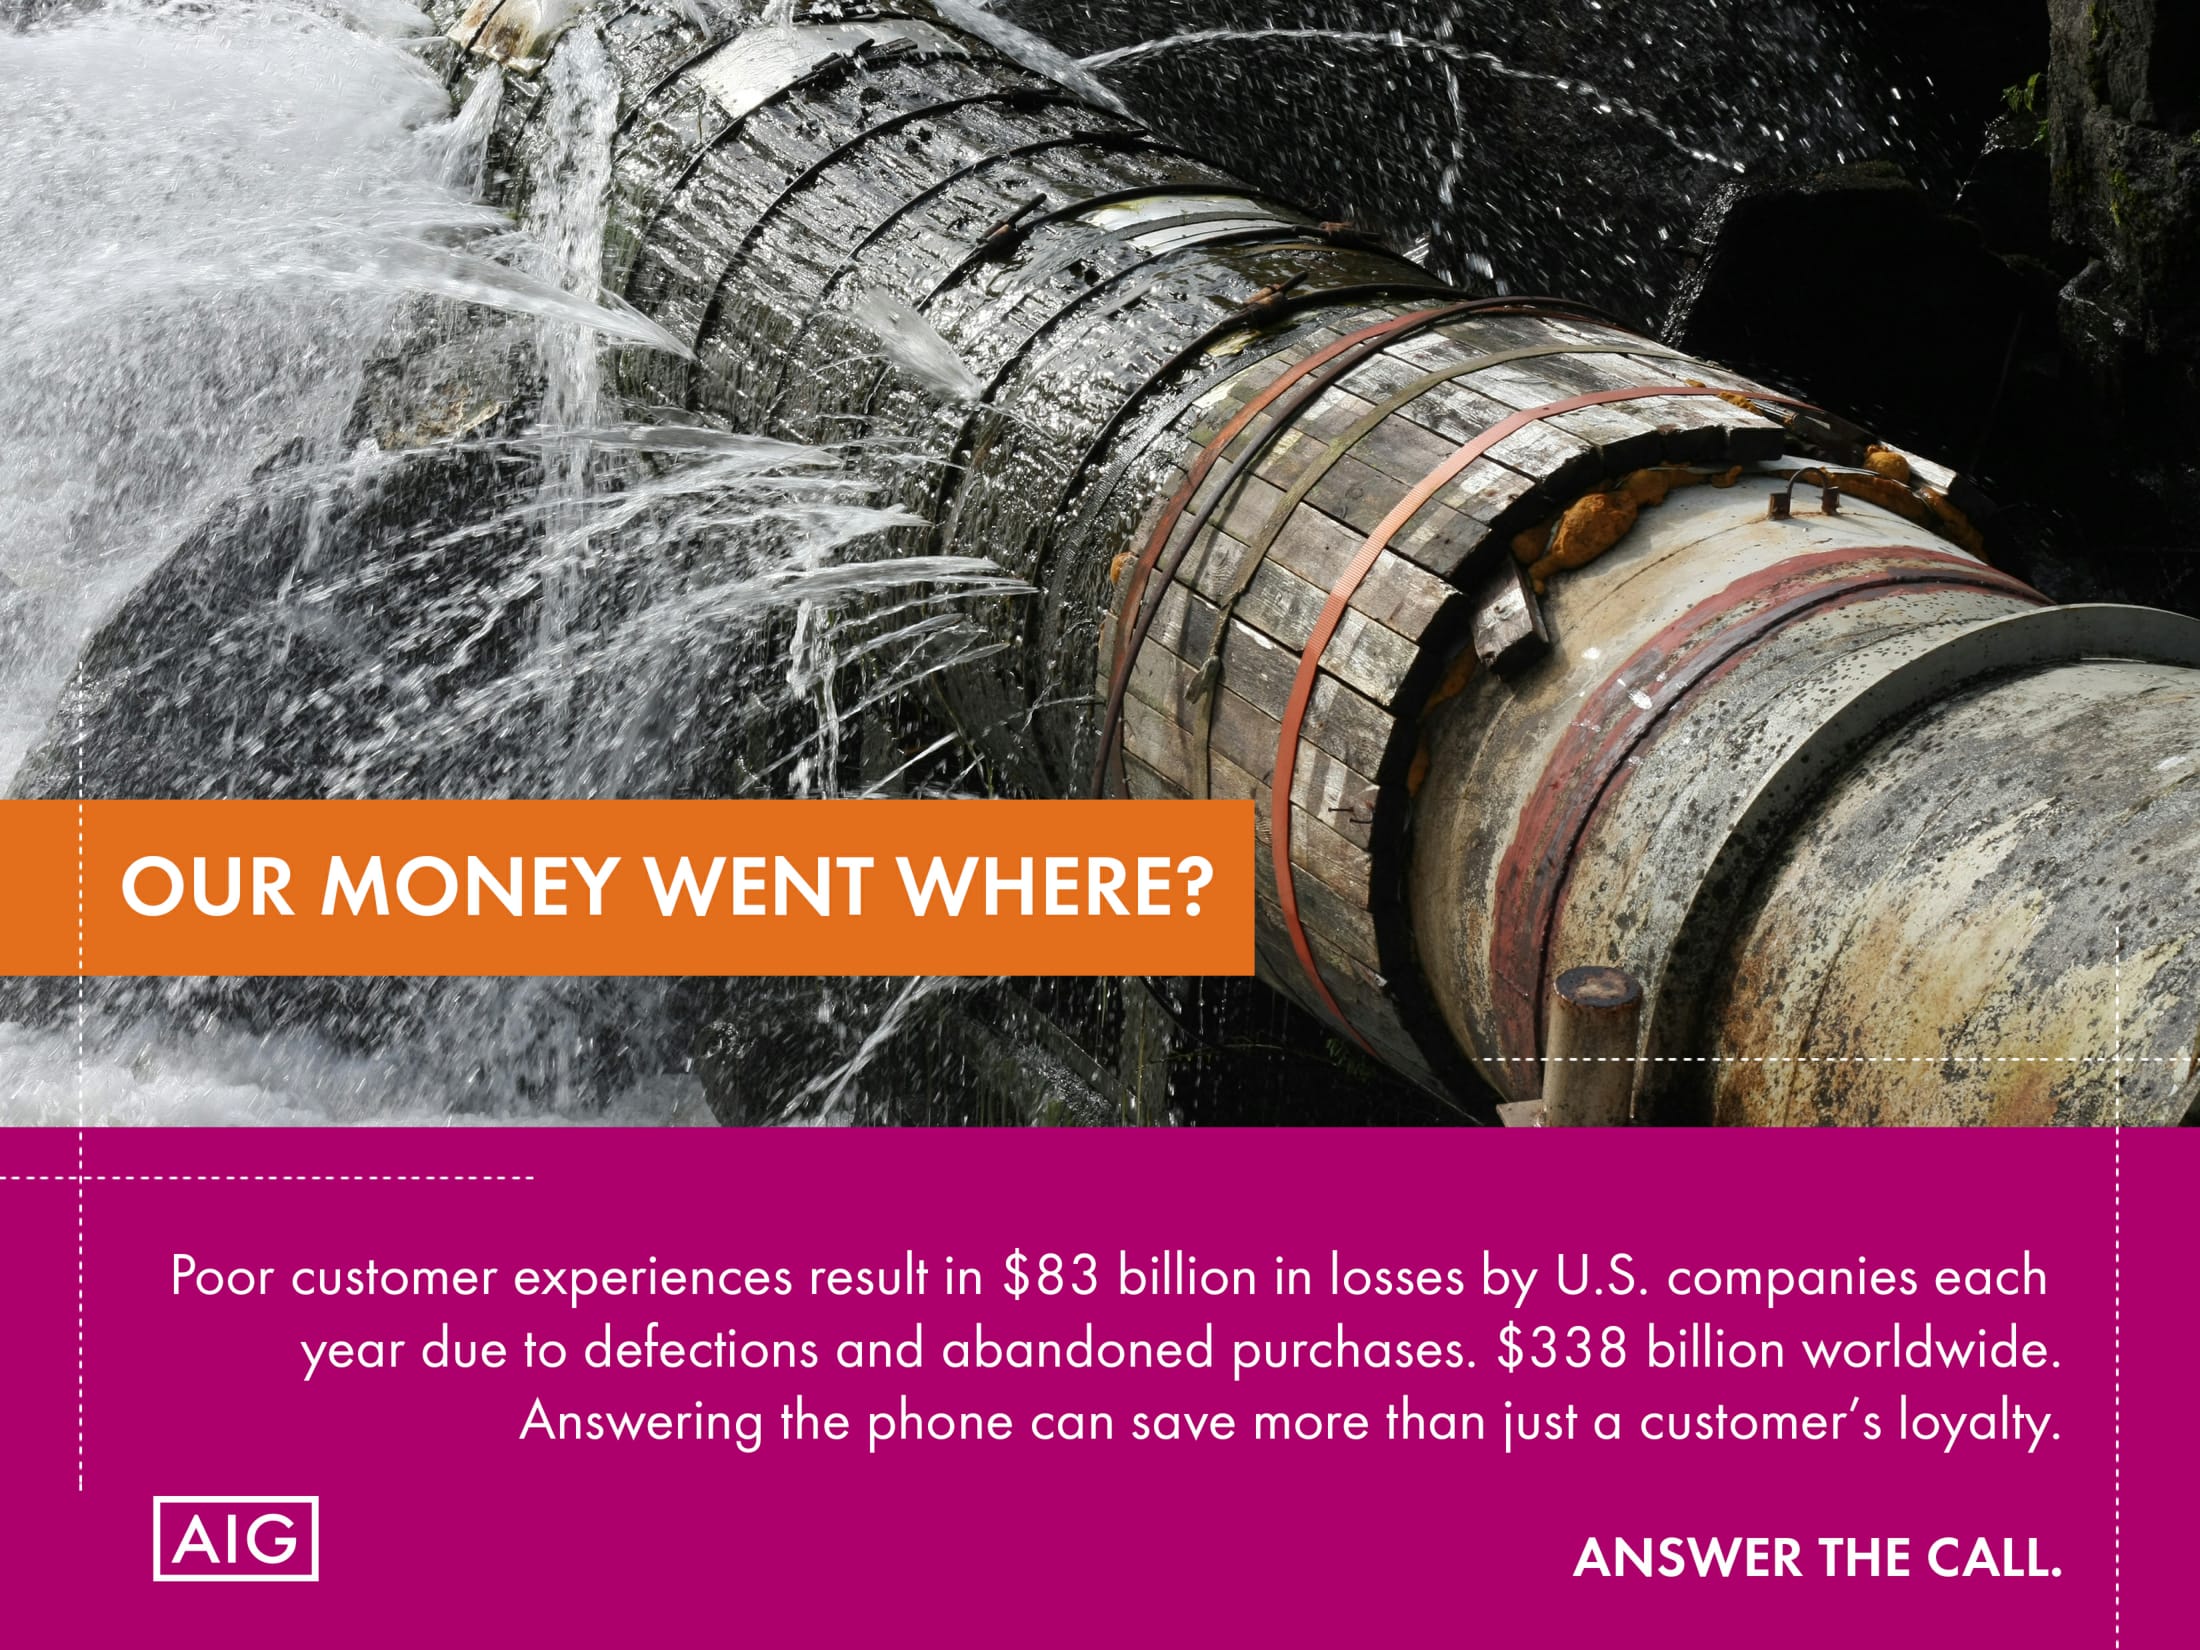 OUR MONEY WENT WHERE?
Poor customer experiences result in $83 billion in losses by U.S. companies each
year due to defections and abandoned purchases. $338 billion worldwide.
Answering the phone can save more than just a customer’s loyalty.
AIG
ANSWER THE CALL.